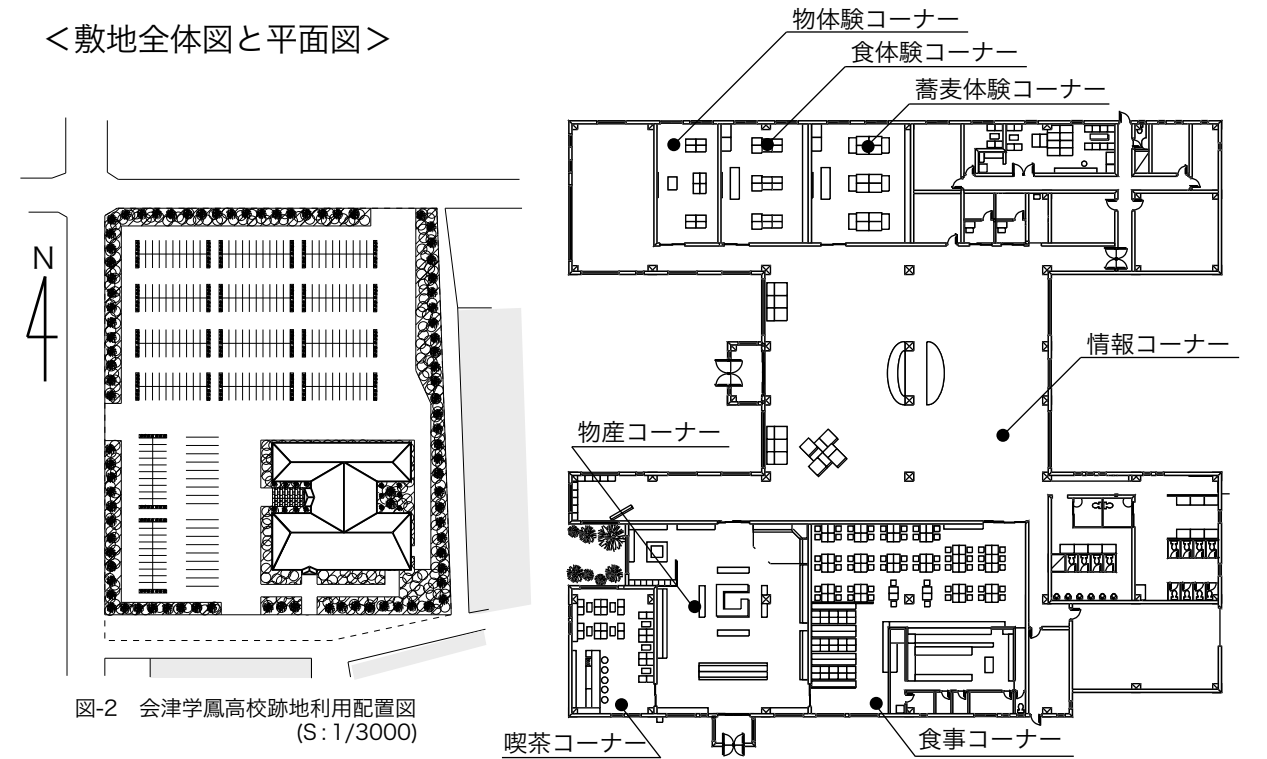 ＜敷地全体図と平面図＞
物体験コーナー
食体験コーナー
蕎麦体験コーナー
N
情報コーナー
物産コーナー
喫茶コーナー
食事コーナー
図-2　会津学鳳高校跡地利用配置図
(S : 1/3000)